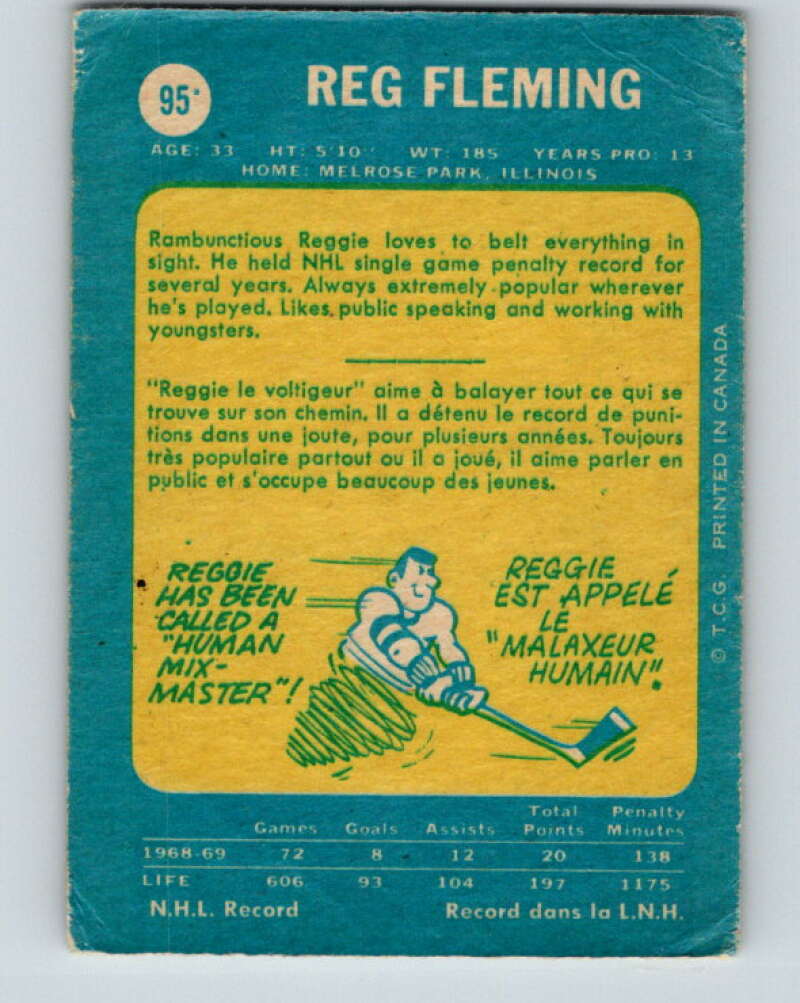 95
REG FLEMING
AGE: 33 HT: 5'10'' WT: 185 YEARS PRO: 13
HOME: MELROSE PARK, ILLINOIS
Rambunctious Reggie loves to belt everything in
sight. He held NHL single game penalty record for
several years. Always extremely popular wherever
he's played. Likes public speaking and working with
youngsters.
"Reggie le voltigeur" aime à balayer tout ce qui se
trouve sur son chemin. Il a détenu le record de puni-
tions dans une joute, pour plusieurs années. Toujours
très populaire partout ou il a joué, il aime parler en
public et s'occupe beaucoup des jeunes.
REGGIE
HAS BEEN
CALLED A
"HUMAN
MIX-
MASTER"!
REGGIE
EST APPELÉ
LE
"MALAXEUR
HUMAIN".
© T.C.G. PRINTED IN CANADA
Games Goals Assists Total Points Penalty Minutes
1968-69 72 8 12 20 138
LIFE 606 93 104 197 1175
N.H.L. Record Record dans la L.N.H.